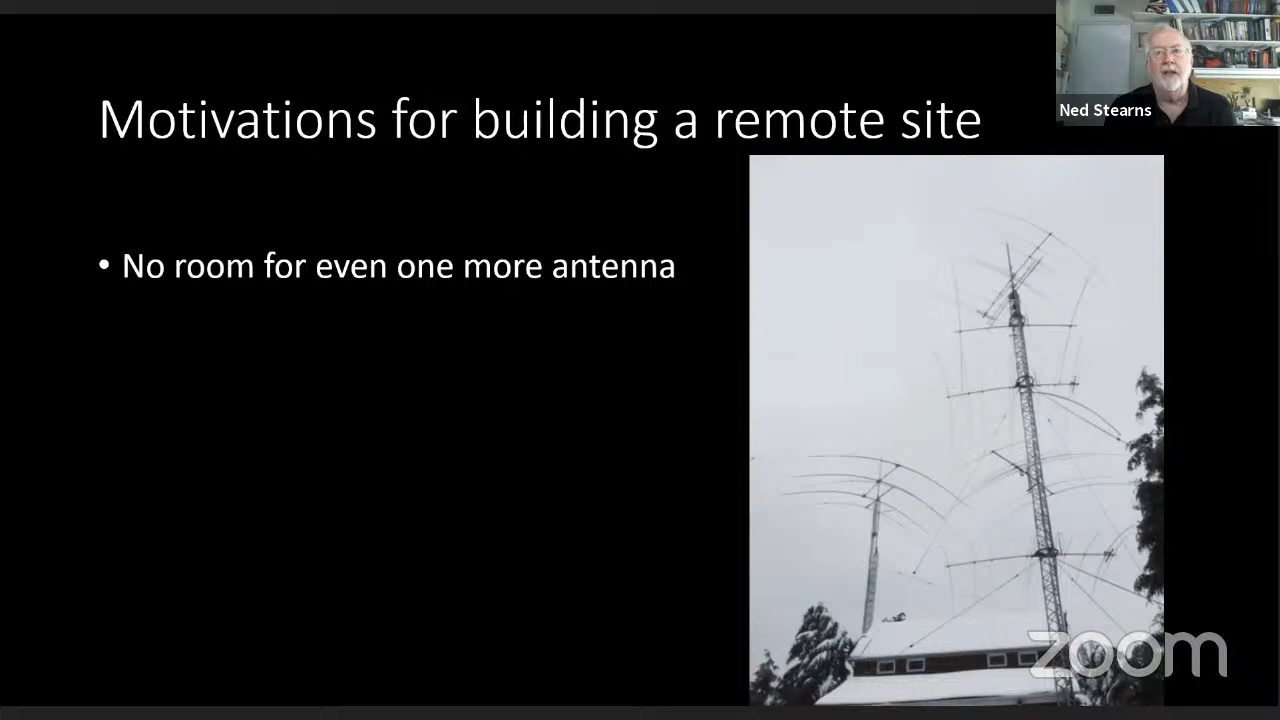 Motivations for building a remote site
Ned Stearns
• No room for even one more antenna
zoom